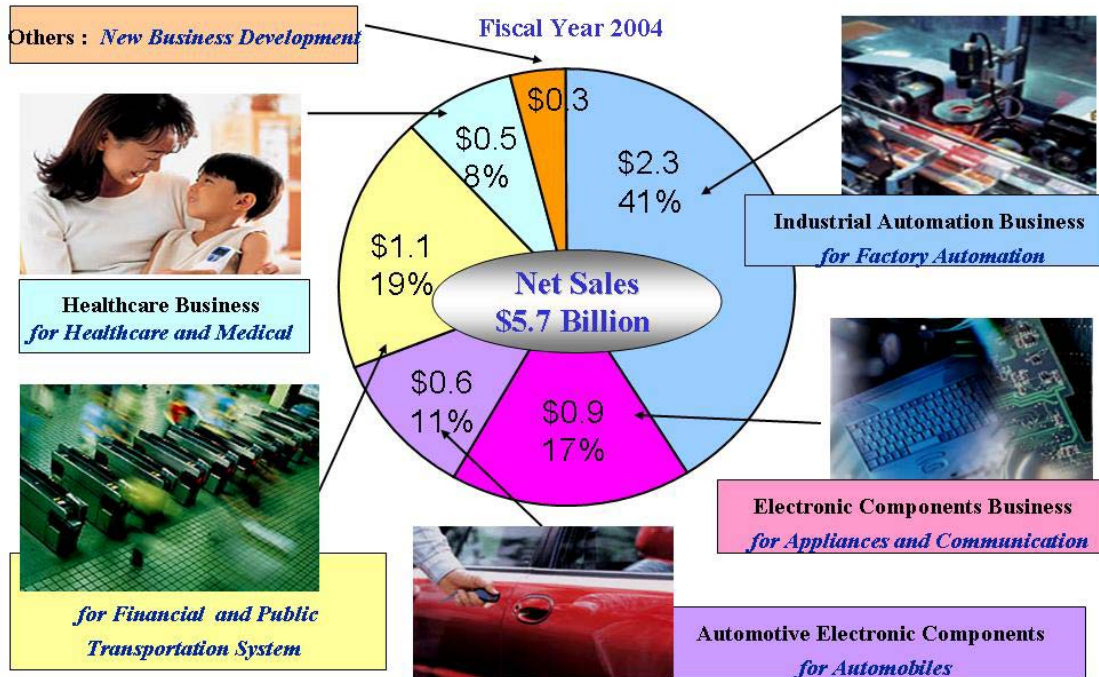 Fiscal Year 2004
Others : New Business Development
$0.3
$0.5
8%
$2.3
41%
$1.1
19%
Net Sales
$5.7 Billion
$0.6
11%
$0.9
17%
Industrial Automation Business
for Factory Automation
Healthcare Business
for Healthcare and Medical
Electronic Components Business
for Appliances and Communication
for Financial and Public
Transportation System
Automotive Electronic Components
for Automobiles